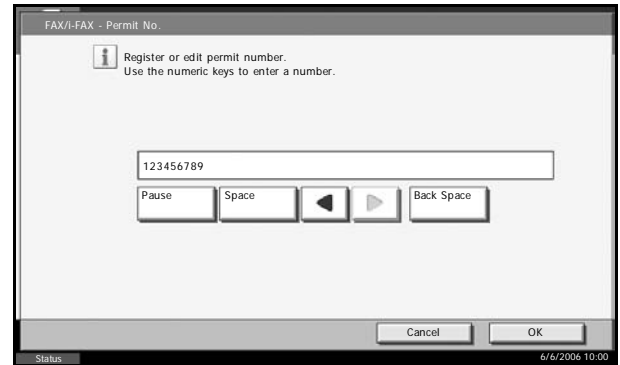 FAX/i-FAX - Permit No.
Register or edit permit number.
Use the numeric keys to enter a number.
123456789
Pause
Space
Back Space
Cancel
OK
Status
6/6/2006 10:00